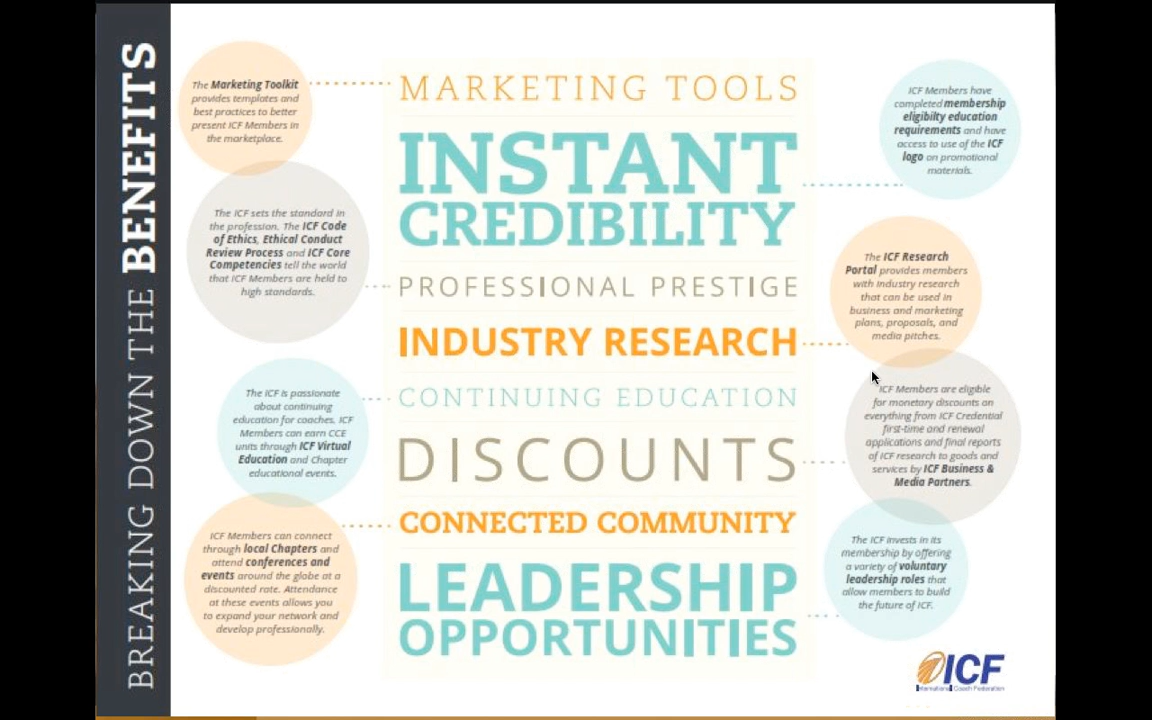 BREAKING DOWN THE BENEFITS
The Marketing Toolkit
provides templates and
best practices to better
present ICF Members in
the marketplace.
The ICF sets the standard in
the profession. The ICF Code
of Ethics, Ethical Conduct
Review Process and ICF Core
Competencies tell the world
that ICF Members are held to
high standards.
The ICF is passionate
about continuing
education for coaches. ICF
Members can earn CCE
units through ICF Virtual
Education and Chapter
educational events.
ICF Members can connect
through local Chapters and
attend conferences and
events around the globe at a
discounted rate. Attendance
at these events allows you
to expand your network and
develop professionally.
MARKETING TOOLS
INSTANT
CREDIBILITY
PROFESSIONAL PRESTIGE
INDUSTRY RESEARCH
CONTINUING EDUCATION
DISCOUNTS
CONNECTED COMMUNITY
LEADERSHIP
OPPORTUNITIES
ICF Members have
completed membership
eligibilty education
requirements and have
access to use of the ICF
logo on promotional
materials.
The ICF Research
Portal provides members
with industry research
that can be used in
business and marketing
plans, proposals, and
media pitches.
ICF Members are eligible
for monetary discounts on
everything from ICF Credential
first-time and renewal
applications and final reports
of ICF research to goods and
services by ICF Business &
Media Partners.
The ICF invests in its
membership by offering
a variety of voluntary
leadership roles that
allow members to build
the future of ICF.
ICF
International Coach Federation